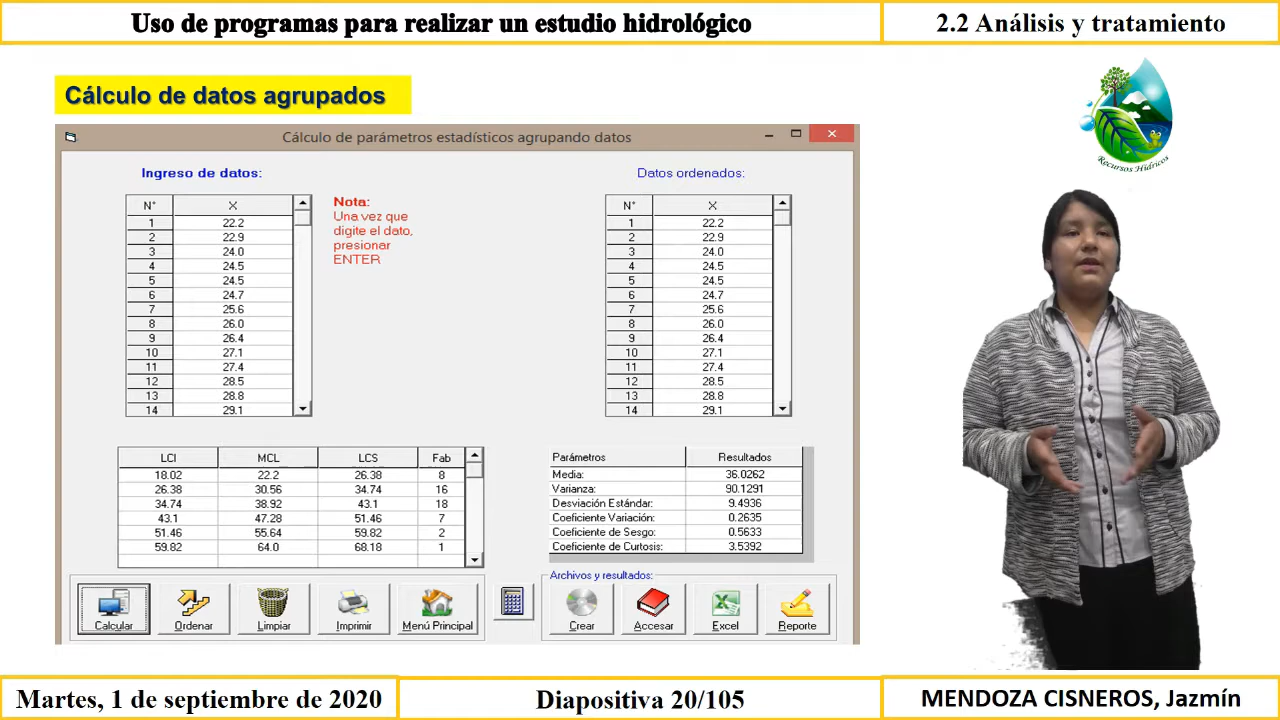 Uso de programas para realizar un estudio hidrológico
2.2 Análisis y tratamiento
Cálculo de datos agrupados
Recursos Hídricos
Cálculo de parámetros estadísticos agrupando datos
Ingreso de datos:
N° X
1 22.2
2 22.9
3 24.0
4 24.5
5 24.5
6 24.7
7 25.6
8 26.0
9 26.4
10 27.1
11 27.4
12 28.5
13 28.8
14 29.1
Nota:
Una vez que
digite el dato,
presionar
ENTER
Datos ordenados:
N° X
1 22.2
2 22.9
3 24.0
4 24.5
5 24.5
6 24.7
7 25.6
8 26.0
9 26.4
10 27.1
11 27.4
12 28.5
13 28.8
14 29.1
LCI MCL LCS Fab
18.02 22.2 26.38 8
26.38 30.56 34.74 16
34.74 38.92 43.1 18
43.1 47.28 51.46 7
51.46 55.64 59.82 2
59.82 64.0 68.18 1
Parámetros Resultados
Media: 36.0262
Varianza: 90.1291
Desviación Estándar: 9.4936
Coeficiente Variación: 0.2635
Coeficiente de Sesgo: 0.5633
Coeficiente de Curtosis: 3.5392
Calcular Ordenar Limpiar Imprimir Menú Principal
Archivos y resultados:
Crear Accesar Excel Reporte
Martes, 1 de septiembre de 2020
Diapositiva 20/105
MENDOZA CISNEROS, Jazmín